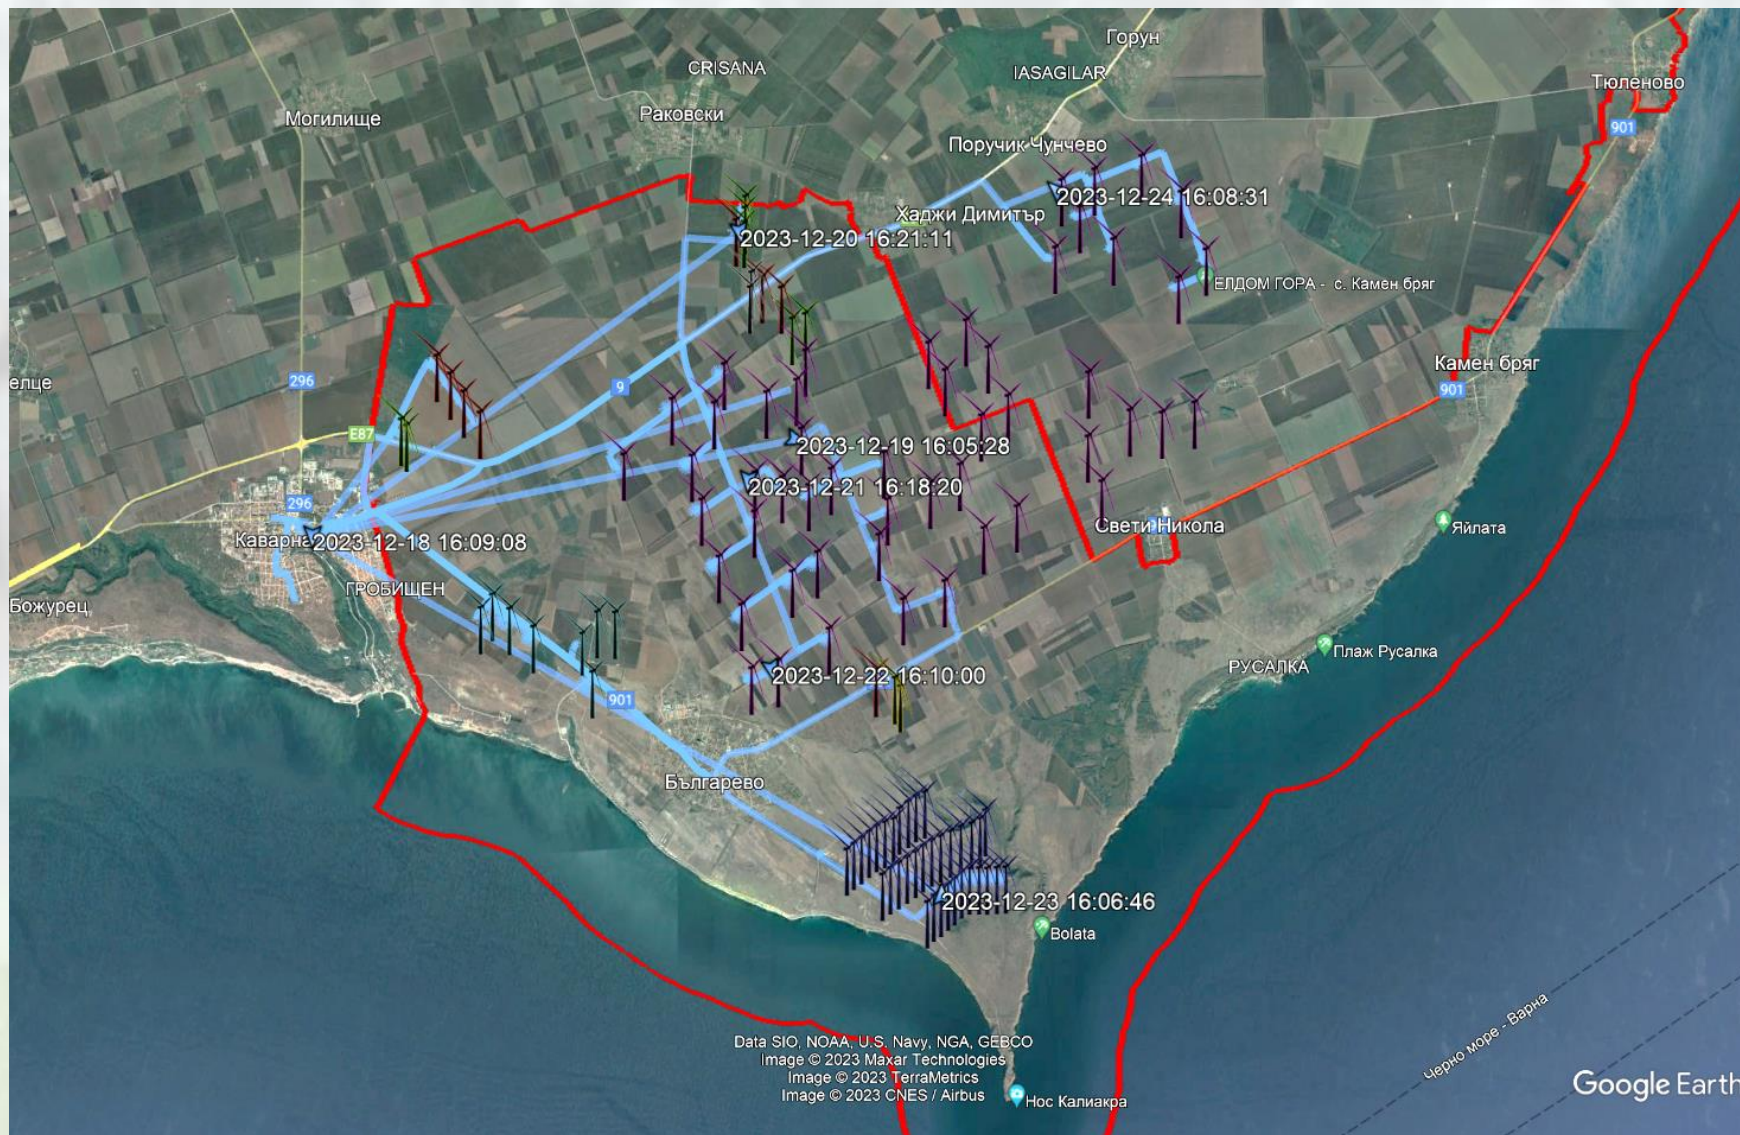 Горун
CRISANA
IASAGILAR
Тюленово
Могилище
Раковски
901
Поручик Чунчево
2023-12-24 16:08:31
Хаджи Димитър
2023-12-20 16:21:11
ЕЛДОМ ГОРА - с. Камен бряг
Камен бряг
елце
296
9
901
E87
2023-12-19 16:05:28
2023-12-21 16:18:20
296
Свети Никола
Яйлата
Каварна
2023-12-18 16:09:08
ГРОБИЩЕН
Божурец
Плаж Русалка
РУСАЛКА
2023-12-22 16:10:00
901
Българево
2023-12-23 16:06:46
Bolata
Черно море - Варна
Data SIO, NOAA, U.S. Navy, NGA, GEBCO
Image © 2023 Maxar Technologies
Image © 2023 TerraMetrics
Image © 2023 CNES / Airbus
Нос Калиакра
Google Earth